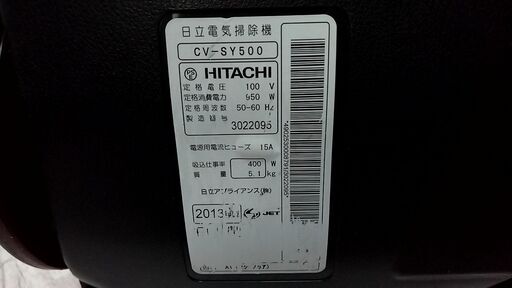 日立電気掃除機
CV-SY500
HITACHI
定格電圧 100 V
定格消費電力 950 W
定格周波数 50-60 Hz
製造番号
3022095
電源用電流ヒューズ 15A
吸込仕事率 400 W
質量 5.1 kg
日立アプライアンス(株)
2013 JET